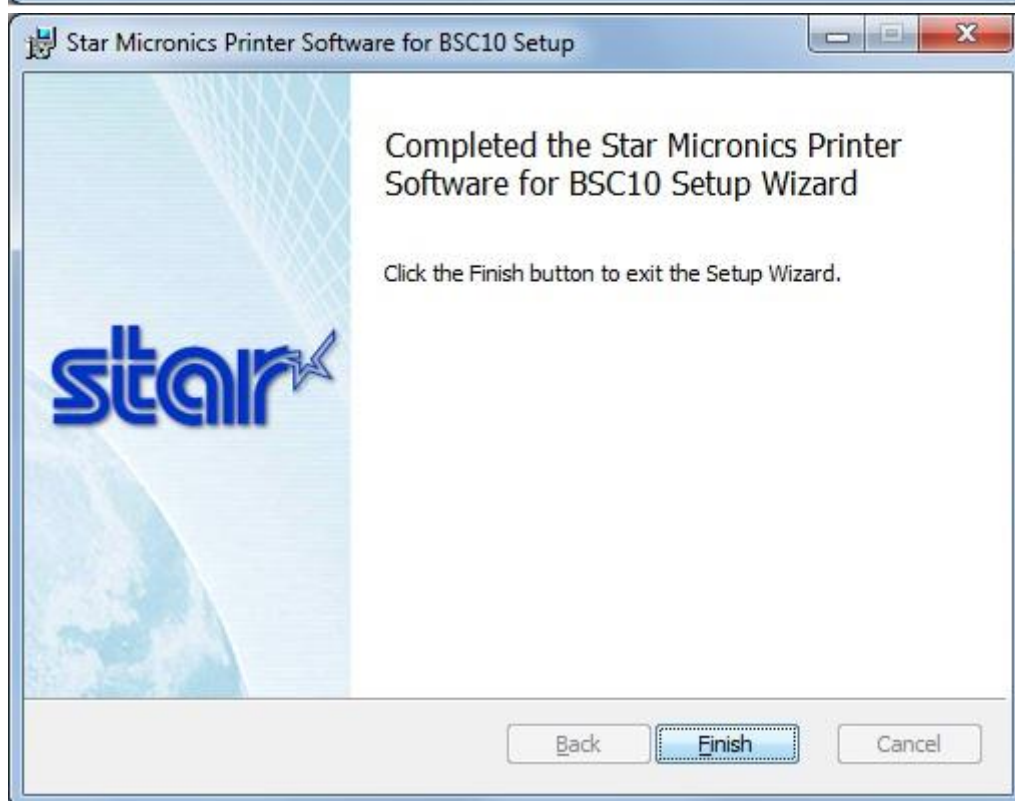 Star Micronics Printer Software for BSC10 Setup
Completed the Star Micronics Printer
Software for BSC10 Setup Wizard
Click the Finish button to exit the Setup Wizard.
star
Back
Finish
Cancel